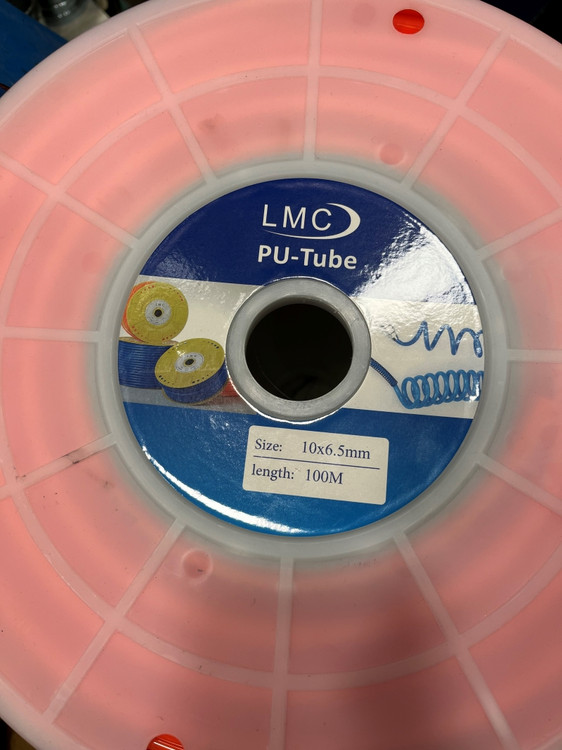 LMC
PU-Tube
Size: 10x6.5mm
length: 100M